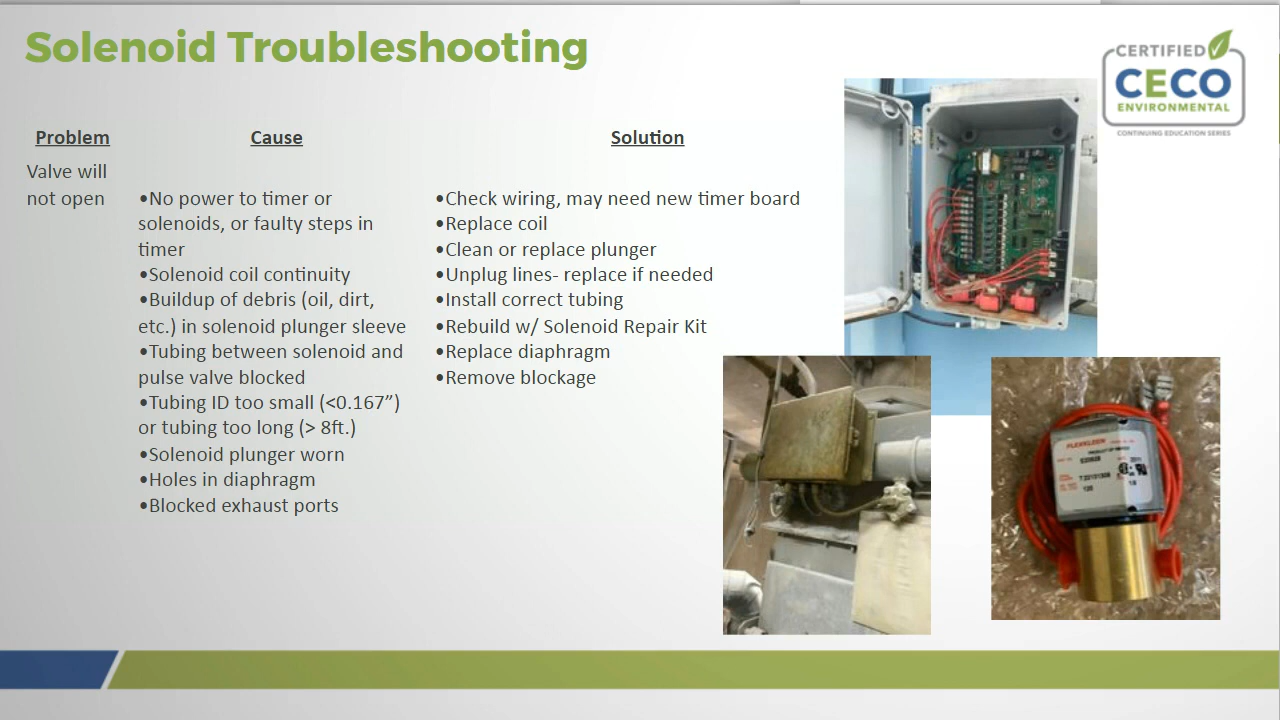 Solenoid Troubleshooting
CERTIFIED
CECO
ENVIRONMENTAL
CONTINUING EDUCATION SERIES
Problem
Cause
Solution
Valve will
not open
•No power to timer or
solenoids, or faulty steps in
timer
•Solenoid coil continuity
•Buildup of debris (oil, dirt,
etc.) in solenoid plunger sleeve
•Tubing between solenoid and
pulse valve blocked
•Tubing ID too small (<0.167”)
or tubing too long (> 8ft.)
•Solenoid plunger worn
•Holes in diaphragm
•Blocked exhaust ports
•Check wiring, may need new timer board
•Replace coil
•Clean or replace plunger
•Unplug lines- replace if needed
•Install correct tubing
•Rebuild w/ Solenoid Repair Kit
•Replace diaphragm
•Remove blockage
FLEXKLEEN